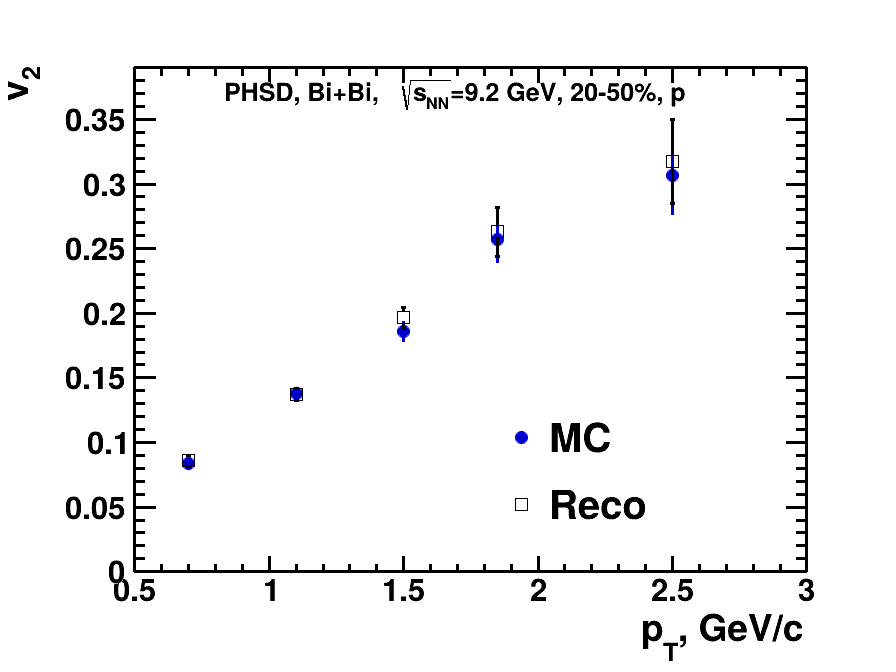 v2
PHSD, Bi+Bi, √sNN=9.2 GeV, 20-50%, p
0.35
0.3
0.25
0.2
0.15
0.1
0.05
0
MC
Reco
0.5 1 1.5 2 2.5 3
pT, GeV/c